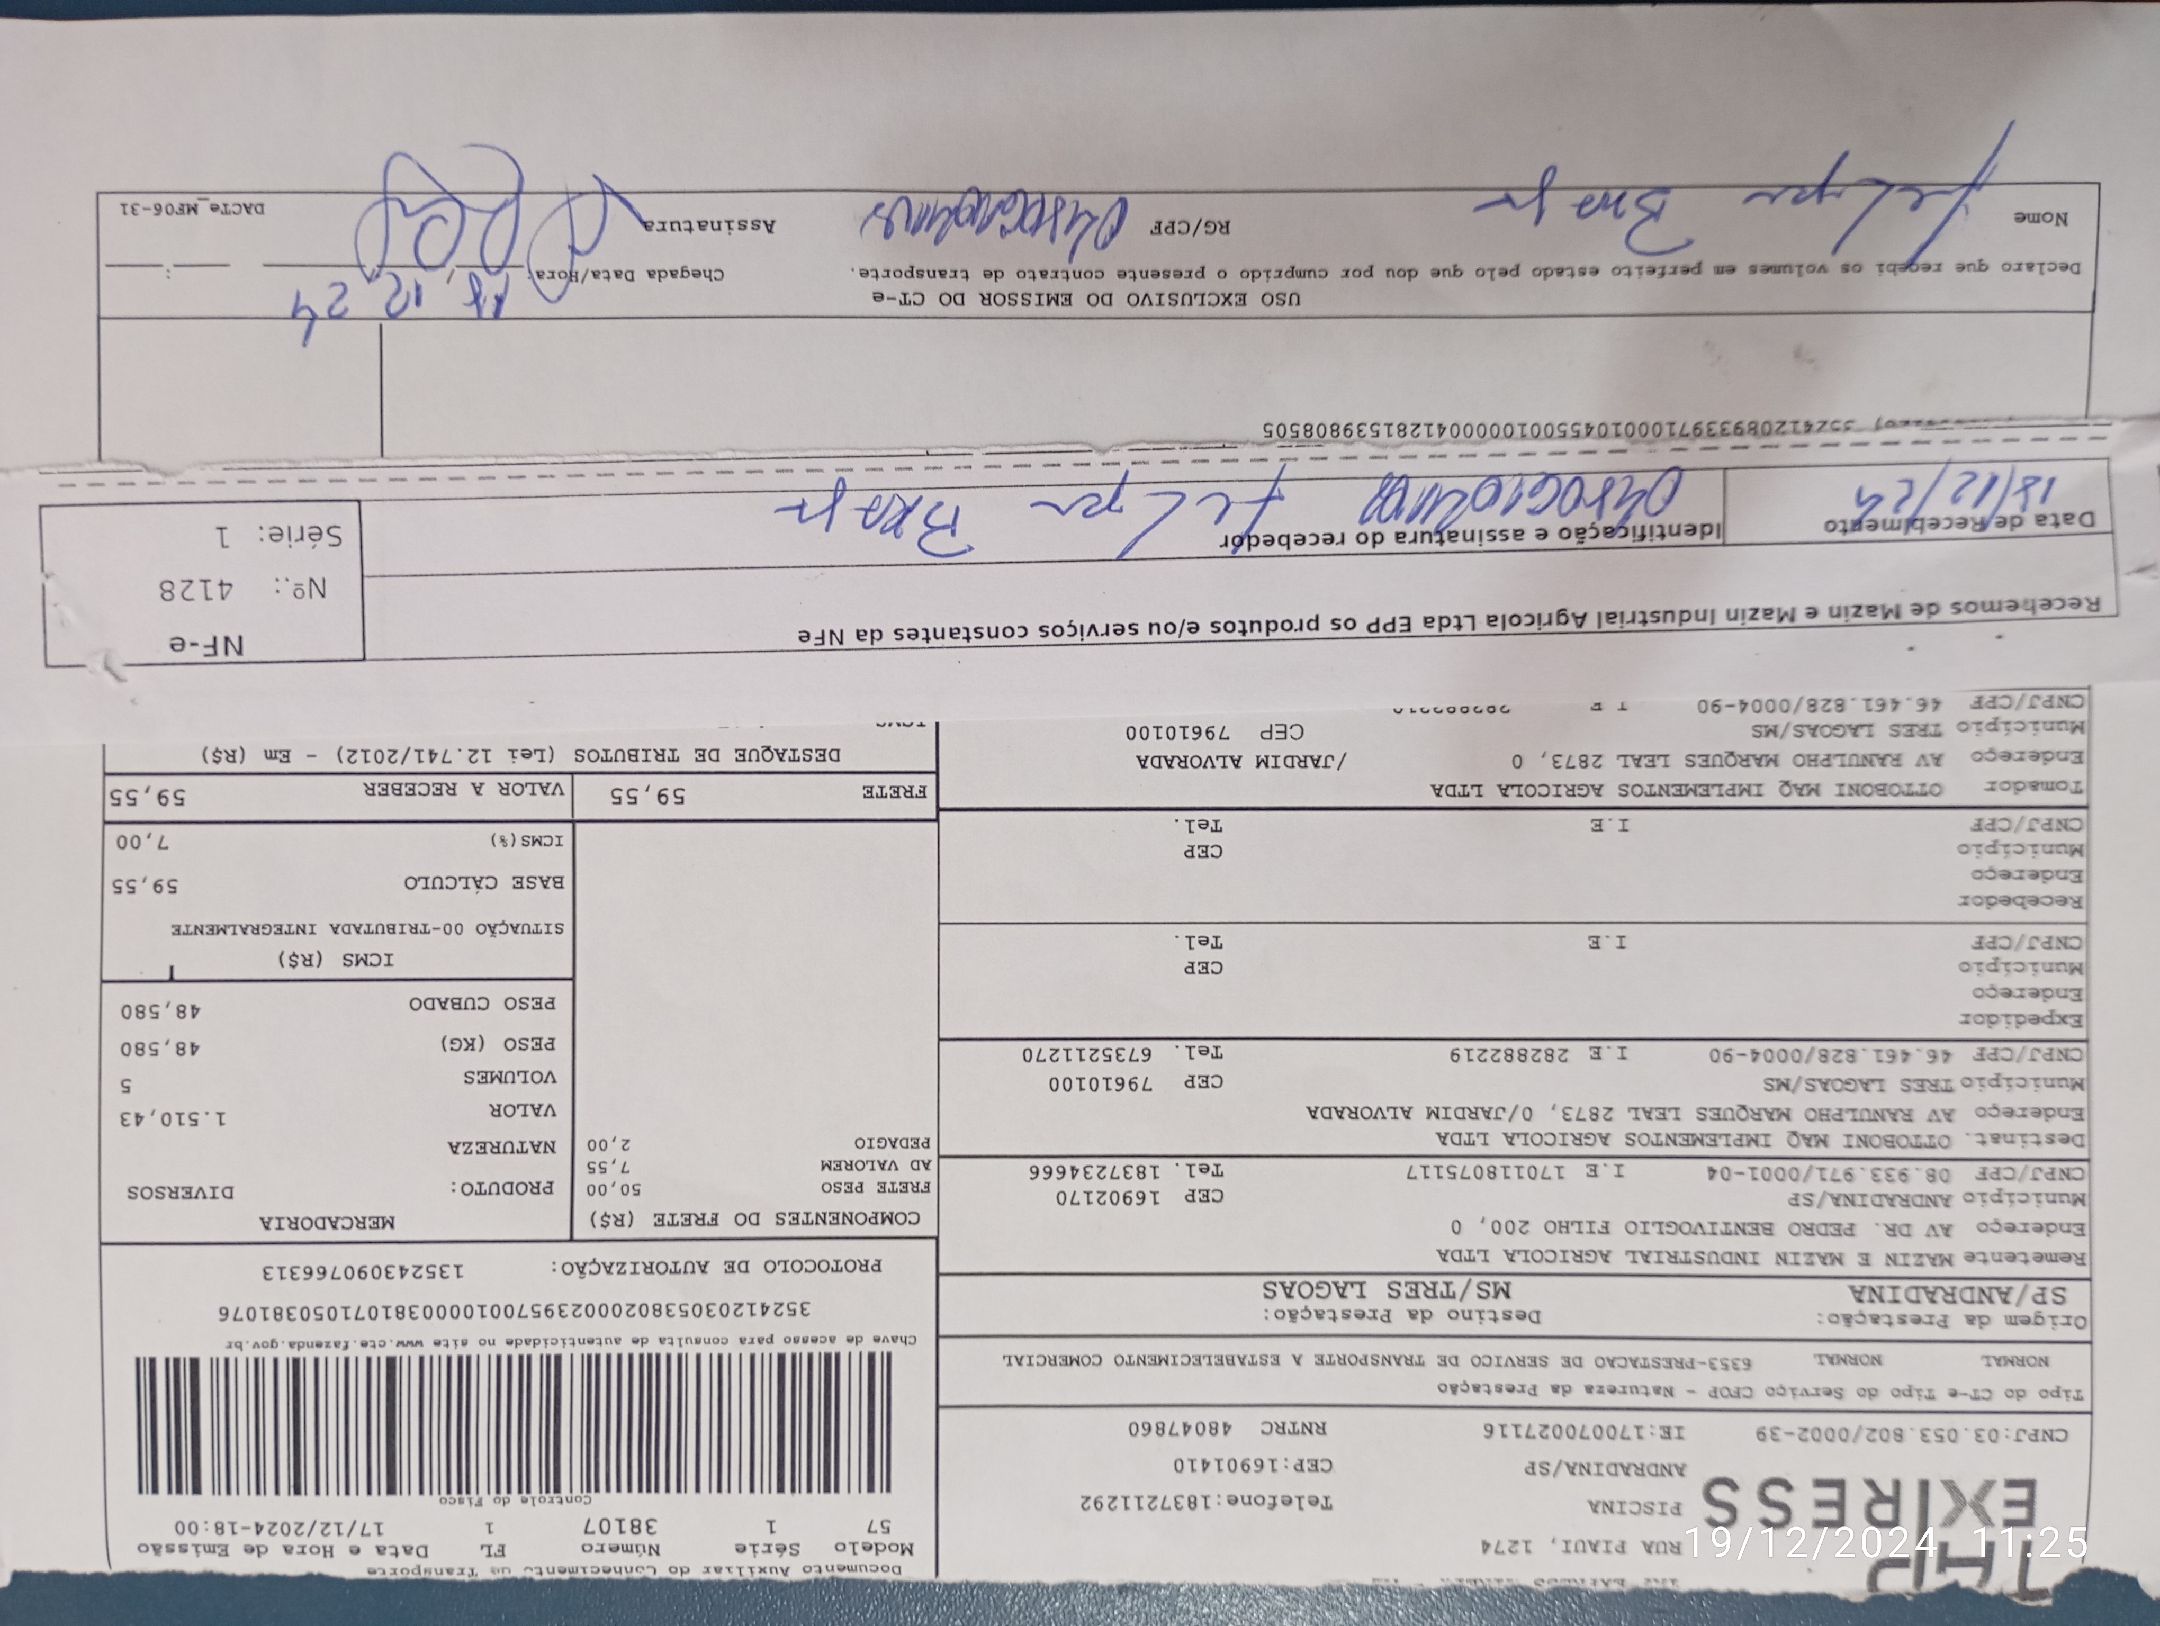 THP
EXIRESS
RUA PIAUI, 1274
PISCINA
Telefone:1837211292
ANDRADINA/SP
CEP:16901410
CNPJ:03.053.802/0002-39 IE:170070027116 RNTRC 48047860
Tipo do CT-e Tipo do Serviço CFOP - Natureza da Prestação
NORMAL NORMAL 6353-PRESTACAO DE SERVICO DE TRANSPORTE A ESTABELECIMENTO COMERCIAL
Origem da Prestação: Destino da Prestação:
SP/ANDRADINA MS/TRES LAGOAS
Remetente MAZIN E MAZIN INDUSTRIAL AGRICOLA LTDA
Endereço AV DR. PEDRO BENTIVOGLIO FILHO 200, 0
Município ANDRADINA/SP CEP 16902170
CNPJ/CPF 08.933.971/0001-04 I.E 170118075117 Tel. 1837234666
Destinat. OTTOBONI MAQ IMPLEMENTOS AGRICOLA LTDA
Endereço AV RANULPHO MARQUES LEAL 2873, 0/JARDIM ALVORADA
Município TRES LAGOAS/MS CEP 79610100
CNPJ/CPF 46.461.828/0004-90 I.E 282882219 Tel. 6735211270
Expedidor
Endereço
Município CEP
CNPJ/CPF I.E Tel.
Recebedor
Endereço
Município CEP
CNPJ/CPF I.E Tel.
Tomador OTTOBONI MAQ IMPLEMENTOS AGRICOLA LTDA
Endereço AV RANULPHO MARQUES LEAL 2873, 0 /JARDIM ALVORADA
Município TRES LAGOAS/MS CEP 79610100
CNPJ/CPF 46.461.828/0004-90
Documento Auxiliar do Conhecimento de Transporte
Modelo Série Número FL Data e Hora de Emissão
57 1 38107 1 17/12/2024-18:00
Controle do Fisco
Chave de acesso para consulta de autenticidade no site www.cte.fazenda.gov.br
35241203053802000239570010000381071050381076
PROTOCOLO DE AUTORIZAÇÃO: 135243090766313
COMPONENTES DO FRETE (R$)
FRETE PESO 50,00
AD VALOREM 7,55
PEDAGIO 2,00
MERCADORIA
PRODUTO: DIVERSOS
NATUREZA
VALOR 1.510,43
VOLUMES 5
PESO (KG) 48,580
PESO CUBADO 48,580
ICMS (R$)
SITUAÇÃO 00-TRIBUTADA INTEGRALMENTE
BASE CÁLCULO 59,55
ICMS(%) 7,00
FRETE 59,55 VALOR A RECEBER 59,55
DESTAQUE DE TRIBUTOS (Lei 12.741/2012) - Em (R$)
Recebemos de Mazin e Mazin Industrial Agricola Ltda EPP os produtos e/ou serviços constantes da NFe
Data de Recebimento Identificação e assinatura do recebedor
18/12/24
NF-e
Nº.: 4128
Série: 1
35241208933971000104550010000041281539808505
USO EXCLUSIVO DO EMISSOR DO CT-e
Declaro que recebi os volumes em perfeito estado pelo que dou por cumprido o presente contrato de transporte. Chegada Data/Hora:
18 12 24
Nome RG/CPF Assinatura
DACTe_MF06-31
19/12/2024 11:25